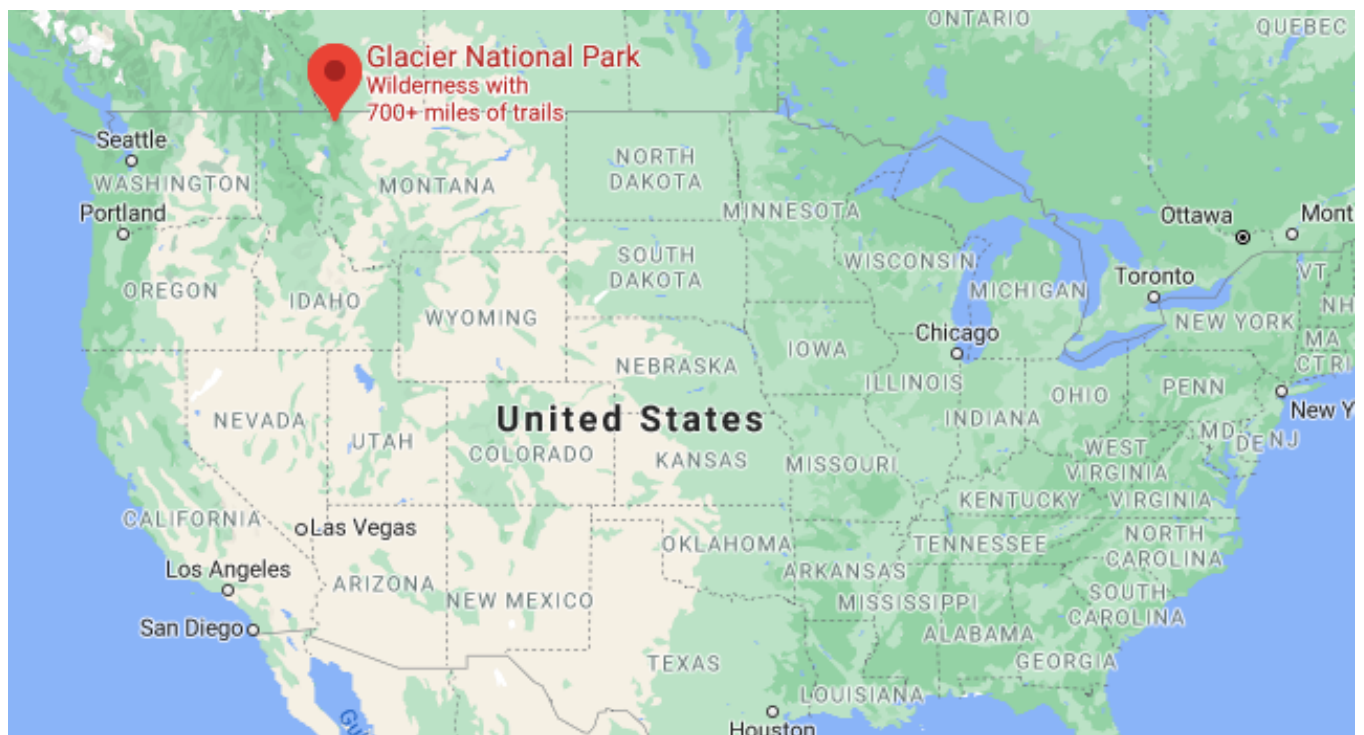 ONTARIO
QUEBEC
Glacier National Park
Wilderness with
700+ miles of trails
Seattle
WASHINGTON
MONTANA
NORTH
DAKOTA
MINNESOTA
Portland
Ottawa
Mont
OREGON
IDAHO
WYOMING
SOUTH
DAKOTA
WISCONSIN
MICHIGAN
Toronto
VT
NH
NEW YORK
MA
CT RI
Chicago
IOWA
NEBRASKA
ILLINOIS
INDIANA
OHIO
PENN
New Y
NEVADA
UTAH
United States
COLORADO
KANSAS
MISSOURI
WEST
VIRGINIA
MD
DE
NJ
KENTUCKY
VIRGINIA
CALIFORNIA
Las Vegas
OKLAHOMA
TENNESSEE
NORTH
CAROLINA
Los Angeles
ARIZONA
NEW MEXICO
ARKANSAS
MISSISSIPPI
SOUTH
CAROLINA
San Diego
ALABAMA
GEORGIA
TEXAS
LOUISIANA
Houston
Gul